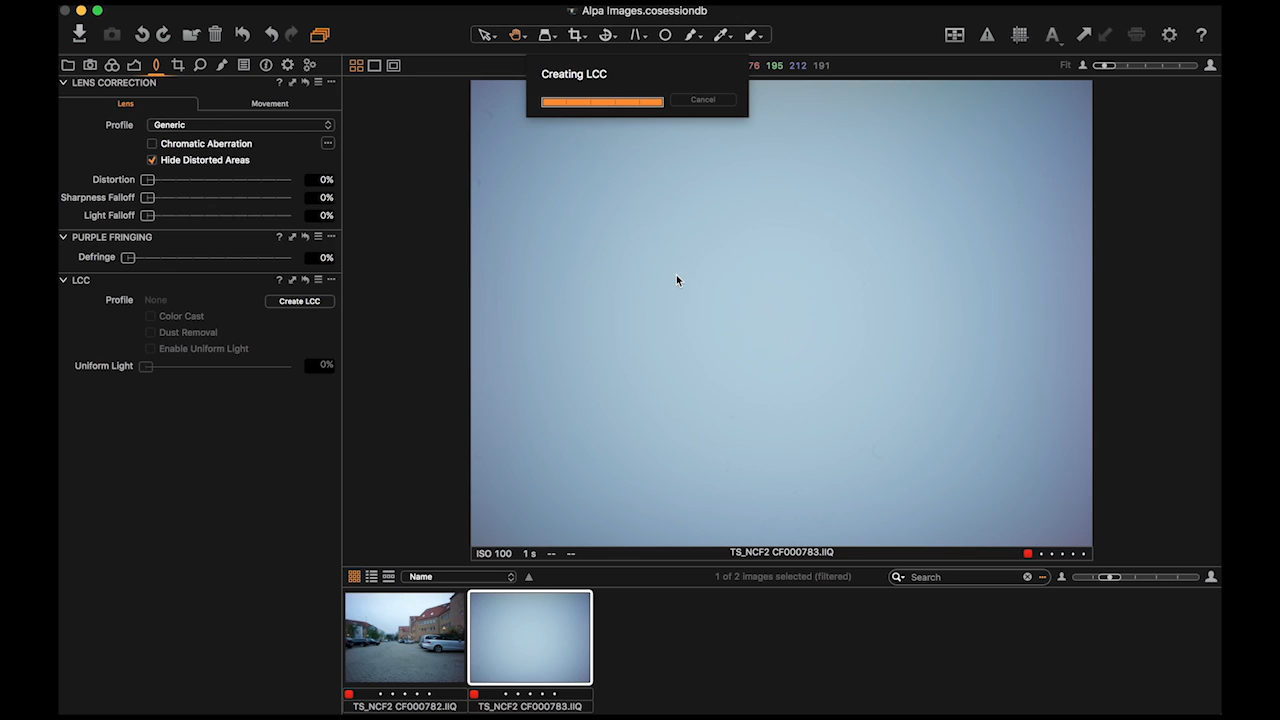 Alpa Images.cosessiondb
LENS CORRECTION
Lens
Movement
Profile
Generic
Chromatic Aberration
Hide Distorted Areas
Distortion
0%
Sharpness Falloff
0%
Light Falloff
0%
PURPLE FRINGING
Defringe
0%
LCC
Profile
None
Create LCC
Color Cast
Dust Removal
Enable Uniform Light
Uniform Light
0%
76 195 212 191
Fit
Creating LCC
Cancel
ISO 100 1 s -- --
TS_NCF2 CF000783.IIQ
Name
1 of 2 images selected (filtered)
Search
TS_NCF2 CF000782.IIQ
TS_NCF2 CF000783.IIQ